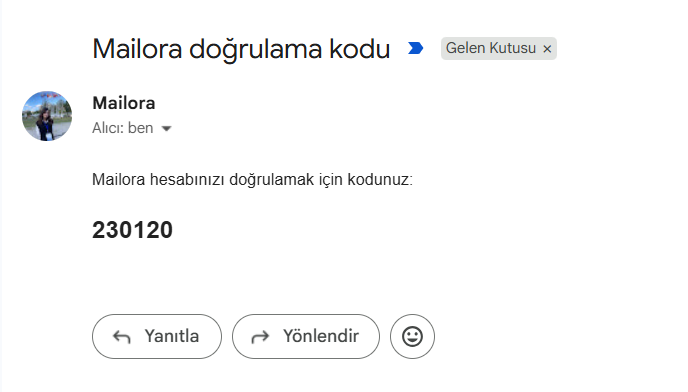 Mailora doğrulama kodu
Gelen Kutusu ×
Mailora
Alıcı: ben
Mailora hesabınızı doğrulamak için kodunuz:
230120
Yanıtla
Yönlendir